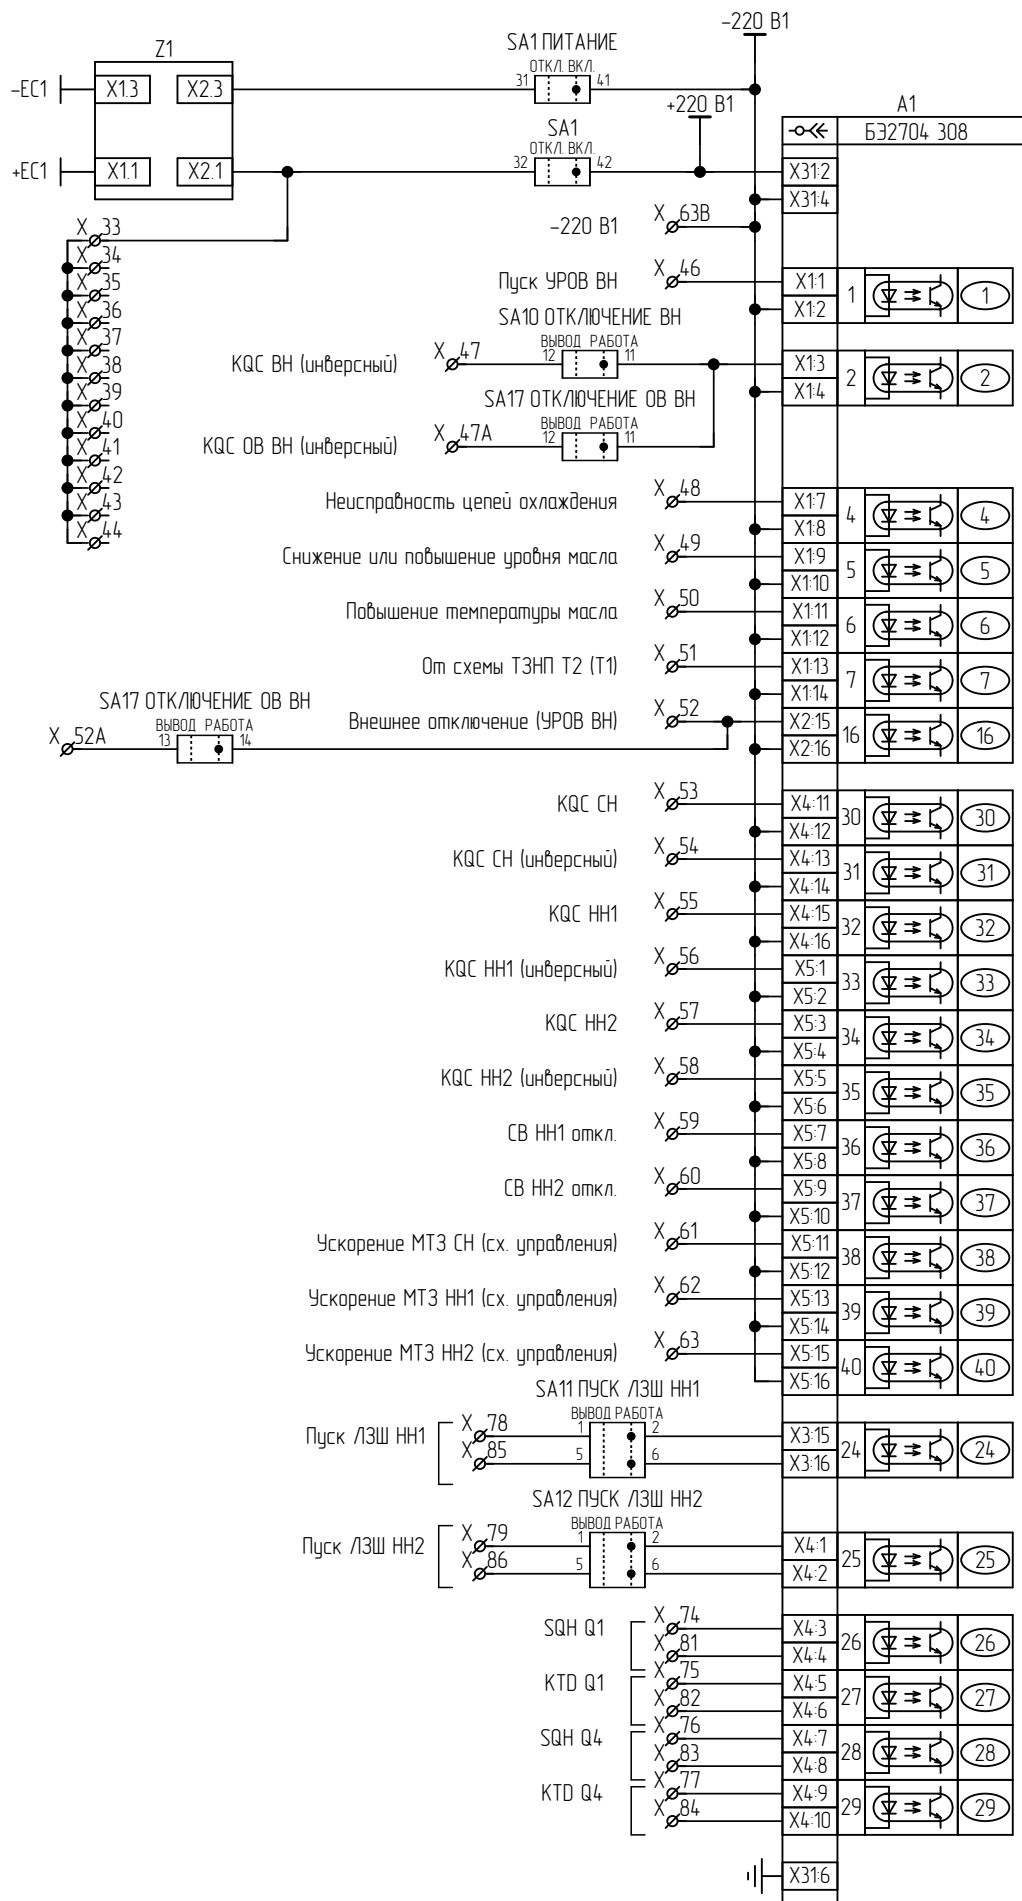 -220 В1
Z1
SA1 ПИТАНИЕ
ОТКЛ. ВКЛ.
-ЕС1
X1.3
X2.3
31
41
+220 В1
A1
БЭ2704 308
SA1
ОТКЛ. ВКЛ.
+ЕС1
X1.1
X2.1
32
42
X31:2
X31:4
X 33
X 34
X 35
X 36
X 37
X 38
X 39
X 40
X 41
X 42
X 43
X 44
-220 В1
X 63В
Пуск УРОВ ВН
X 46
X1:1
X1:2
1
1
SA10 ОТКЛЮЧЕНИЕ ВН
ВЫВОД РАБОТА
KQC ВН (инверсный)
X 47
12
11
X1:3
X1:4
2
2
SA17 ОТКЛЮЧЕНИЕ ОВ ВН
ВЫВОД РАБОТА
KQC ОВ ВН (инверсный)
X 47А
12
11
Неисправность цепей охлаждения
X 48
X1:7
X1:8
4
4
Снижение или повышение уровня масла
X 49
X1:9
X1:10
5
5
Повышение температуры масла
X 50
X1:11
X1:12
6
6
От схемы ТЗНП Т2 (Т1)
X 51
X1:13
X1:14
7
7
Внешнее отключение (УРОВ ВН)
X 52
X2:15
X2:16
16
16
SA17 ОТКЛЮЧЕНИЕ ОВ ВН
ВЫВОД РАБОТА
X 52А
13
14
KQC СН
X 53
X4:11
X4:12
30
30
KQC СН (инверсный)
X 54
X4:13
X4:14
31
31
KQC НН1
X 55
X4:15
X4:16
32
32
KQC НН1 (инверсный)
X 56
X5:1
X5:2
33
33
KQC НН2
X 57
X5:3
X5:4
34
34
KQC НН2 (инверсный)
X 58
X5:5
X5:6
35
35
СВ НН1 откл.
X 59
X5:7
X5:8
36
36
СВ НН2 откл.
X 60
X5:9
X5:10
37
37
Ускорение МТЗ СН (сх. управления)
X 61
X5:11
X5:12
38
38
Ускорение МТЗ НН1 (сх. управления)
X 62
X5:13
X5:14
39
39
Ускорение МТЗ НН2 (сх. управления)
X 63
X5:15
X5:16
40
40
SA11 ПУСК ЛЗШ НН1
ВЫВОД РАБОТА
Пуск ЛЗШ НН1
X 78
1
2
X3:15
X 85
5
6
X3:16
24
24
SA12 ПУСК ЛЗШ НН2
ВЫВОД РАБОТА
Пуск ЛЗШ НН2
X 79
1
2
X4:1
X 86
5
6
X4:2
25
25
SQH Q1
X 74
X4:3
X 81
X4:4
26
26
KTD Q1
X 75
X4:5
X 82
X4:6
27
27
SQH Q4
X 76
X4:7
X 83
X4:8
28
28
KTD Q4
X 77
X4:9
X 84
X4:10
29
29
X31:6